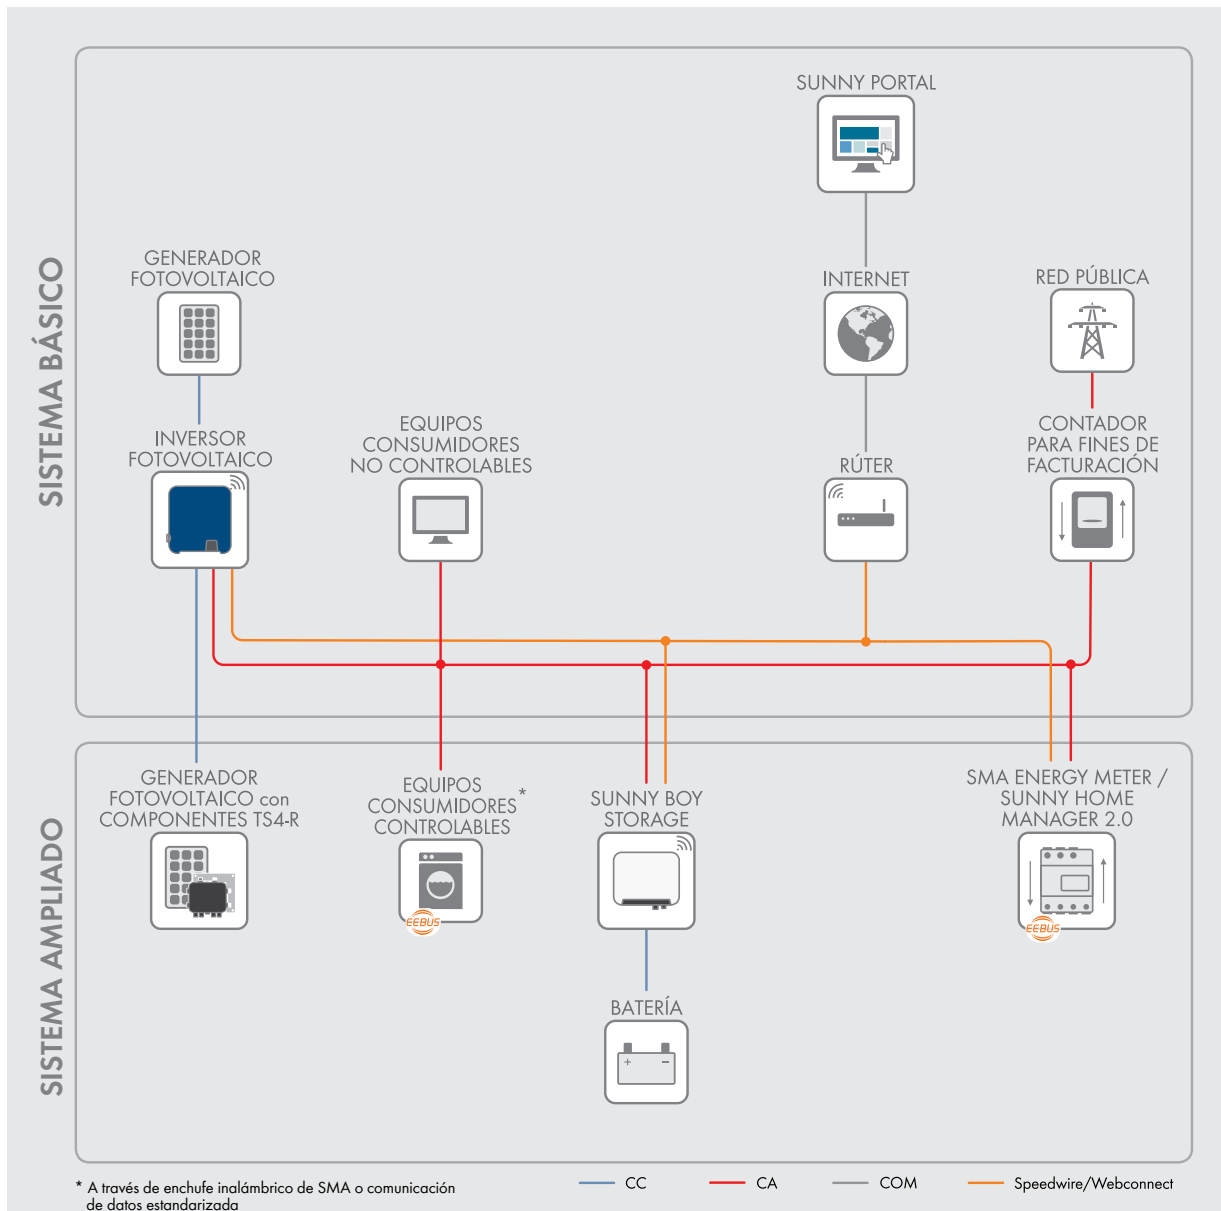 SISTEMA BÁSICO
SUNNY PORTAL
GENERADOR
FOTOVOLTAICO
INTERNET
RED PÚBLICA
INVERSOR
FOTOVOLTAICO
EQUIPOS
CONSUMIDORES
NO CONTROLABLES
RÚTER
CONTADOR
PARA FINES DE
FACTURACIÓN
SISTEMA AMPLIADO
GENERADOR
FOTOVOLTAICO con
COMPONENTES TS4-R
EQUIPOS
CONSUMIDORES*
CONTROLABLES
EEBUS
SUNNY BOY
STORAGE
SMA ENERGY METER /
SUNNY HOME
MANAGER 2.0
EEBUS
BATERÍA
+ −
* A través de enchufe inalámbrico de SMA o comunicación
de datos estandarizada
CC
CA
COM
Speedwire/Webconnect